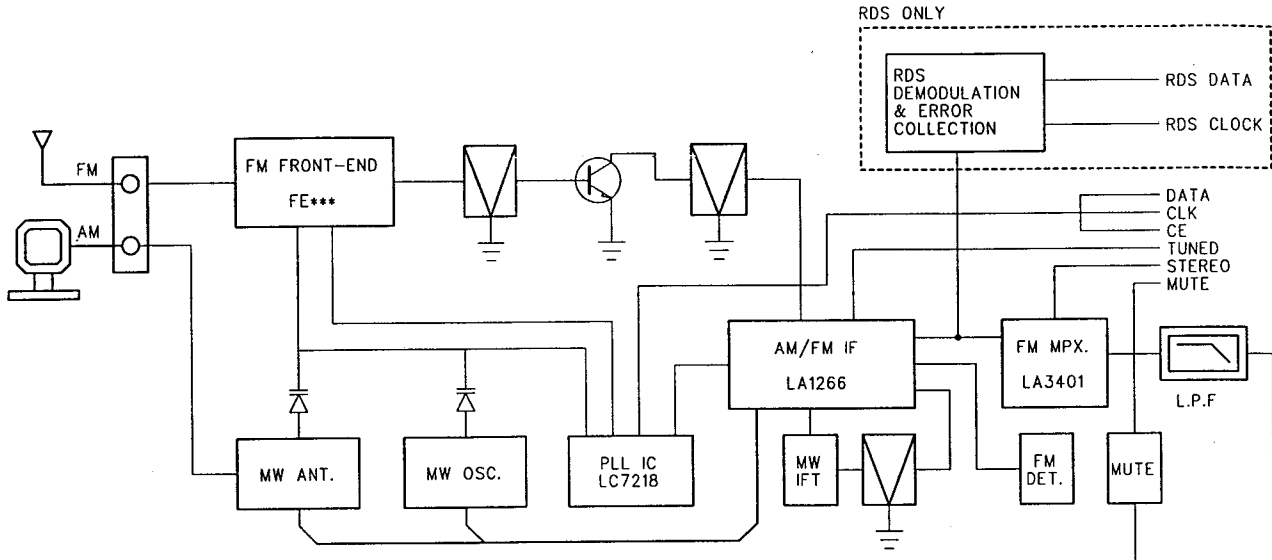 RDS ONLY
RDS
DEMODULATION
& ERROR
COLLECTION
RDS DATA
RDS CLOCK
FM
AM
FM FRONT-END
FE***
DATA
CLK
CE
TUNED
STEREO
MUTE
AM/FM IF
LA1266
FM MPX.
LA3401
L.P.F
MW ANT.
MW OSC.
PLL IC
LC7218
MW
IFT
FM
DET.
MUTE